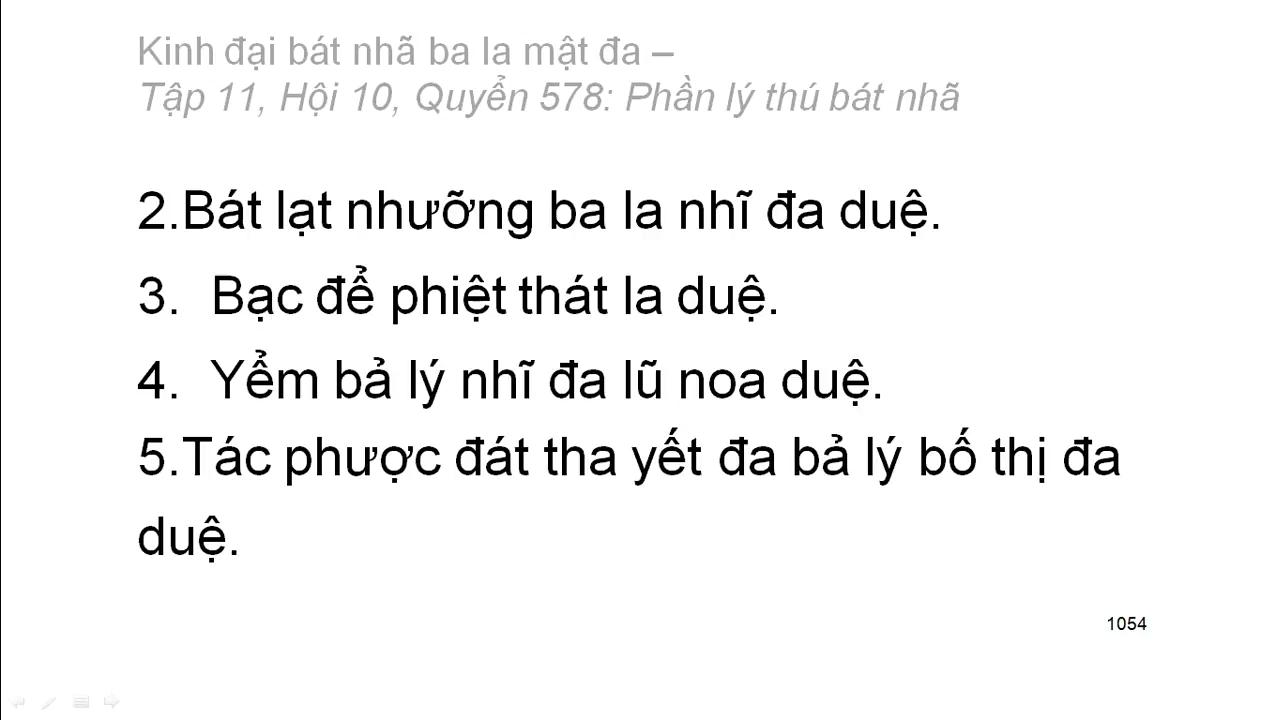 Kinh đại bát nhã ba la mật đa –
Tập 11, Hội 10, Quyển 578: Phần lý thú bát nhã
2.Bát lạt nhưỡng ba la nhĩ đa duệ.
3. Bạc để phiệt thát la duệ.
4. Yểm bả lý nhĩ đa lũ noa duệ.
5.Tác phược đát tha yết đa bả lý bố thị đa
duệ.
1054